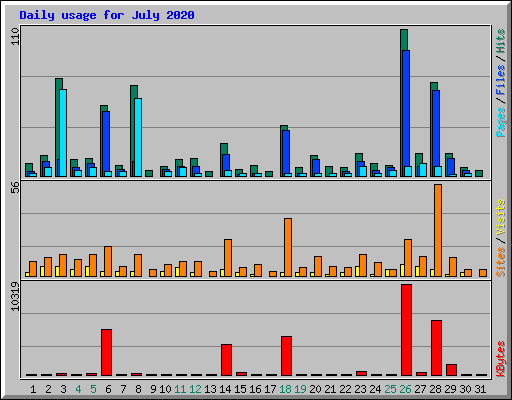 Daily usage for July 2020
110
Pages / Files / Hits
56
Sites / Visits
10319
KBytes
1 2 3 4 5 6 7 8 9 10 11 12 13 14 15 16 17 18 19 20 21 22 23 24 25 26 27 28 29 30 31